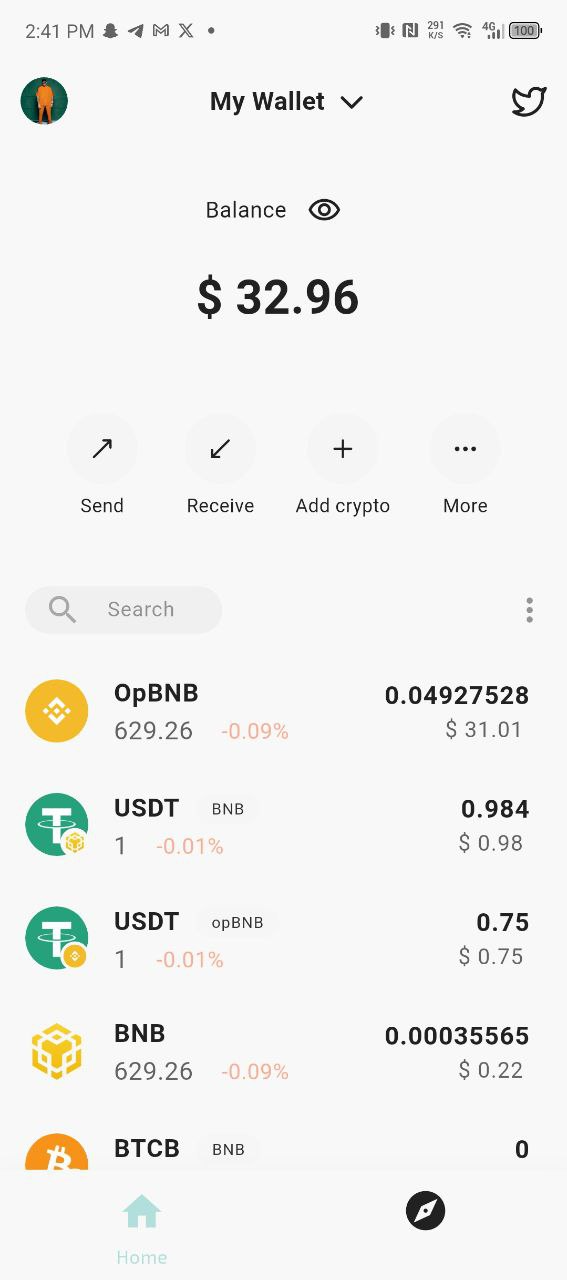 2:41 PM
291
K/S
4G
100
My Wallet
Balance
$ 32.96
Send Receive Add crypto More
Search
OpBNB 0.04927528
629.26 -0.09% $ 31.01
USDT BNB 0.984
1 -0.01% $ 0.98
USDT opBNB 0.75
1 -0.01% $ 0.75
BNB 0.00035565
629.26 -0.09% $ 0.22
BTCB BNB 0
Home